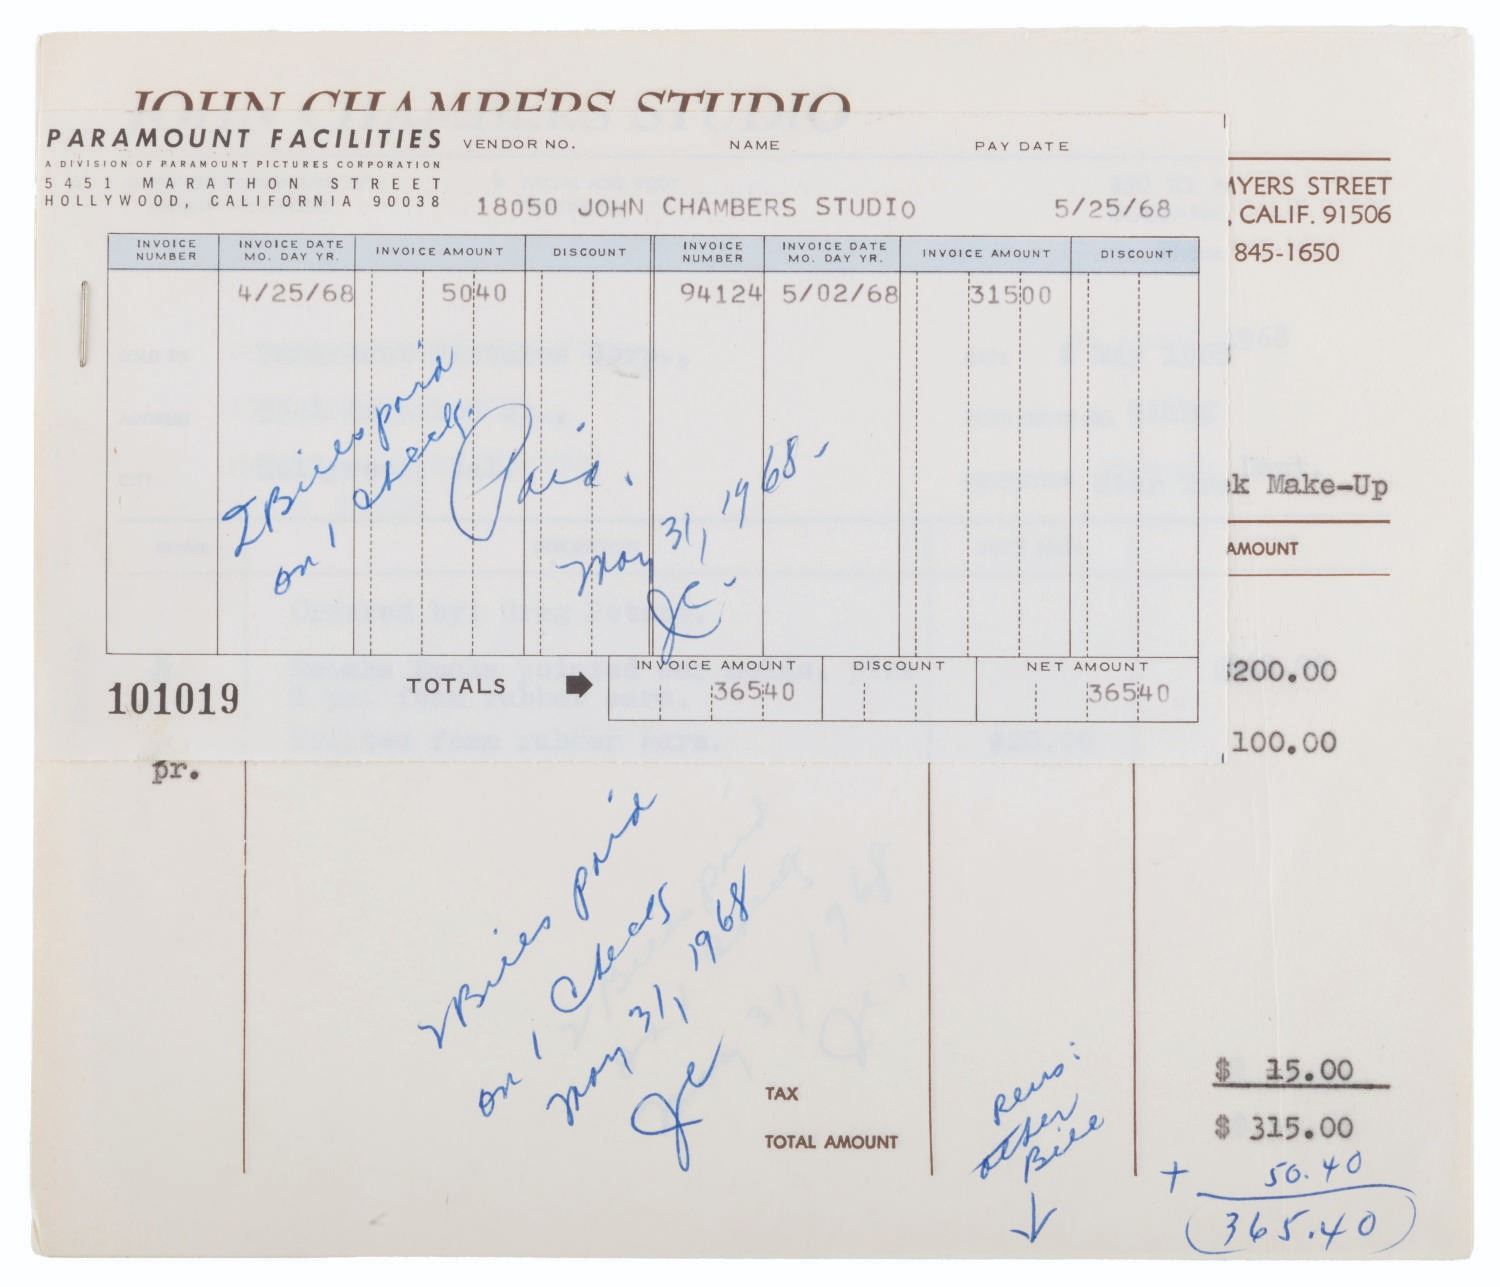 JOHN CHAMBERS STUDIO
PARAMOUNT FACILITIES
A DIVISION OF PARAMOUNT PICTURES CORPORATION
5451 MARATHON STREET
HOLLYWOOD, CALIFORNIA 90038
VENDOR NO. NAME PAY DATE
18050 JOHN CHAMBERS STUDIO 5/25/68
YERS STREET
, CALIF. 91506
845-1650
INVOICE NUMBER INVOICE DATE MO. DAY YR. INVOICE AMOUNT DISCOUNT INVOICE NUMBER INVOICE DATE MO. DAY YR. INVOICE AMOUNT DISCOUNT
4/25/68 5040 94124 5/02/68 31500
2 Bills paid
on 1 check.
Paid.
May 31, 1968.
JC.
k Make-Up
AMOUNT
INVOICE AMOUNT DISCOUNT NET AMOUNT
101019 TOTALS 36540 36540
200.00
100.00
pr.
2 Bills paid
on 1 check
May 31, 1968
JC
TAX $ 15.00
TOTAL AMOUNT $ 315.00
other
Bill
+ 50.40
365.40